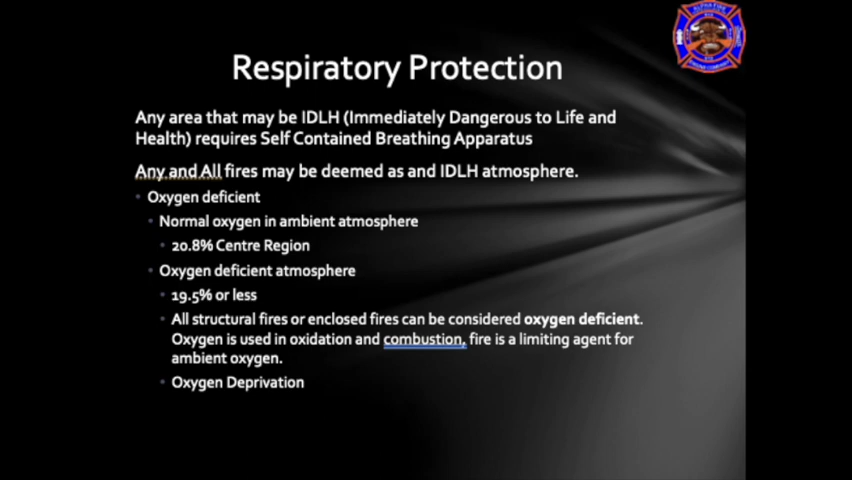 ALPHA FIRE
Respiratory Protection
Any area that may be IDLH (Immediately Dangerous to Life and
Health) requires Self Contained Breathing Apparatus
Any and All fires may be deemed as and IDLH atmosphere.
Oxygen deficient
Normal oxygen in ambient atmosphere
20.8% Centre Region
Oxygen deficient atmosphere
19.5% or less
All structural fires or enclosed fires can be considered oxygen deficient.
Oxygen is used in oxidation and combustion, fire is a limiting agent for
ambient oxygen.
Oxygen Deprivation